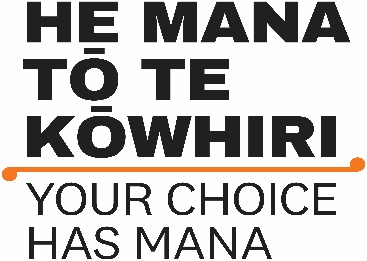 HE MANA
TŌ TE
KŌWHIRI
YOUR CHOICE
HAS MANA